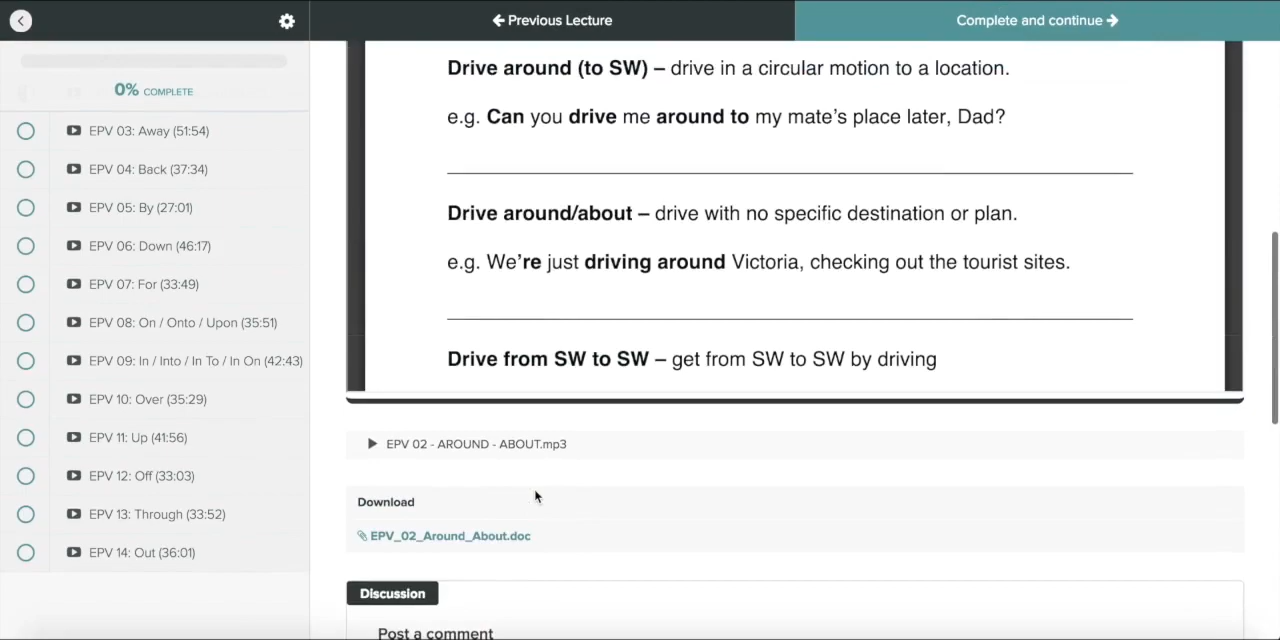 Previous Lecture
Complete and continue
0% COMPLETE
EPV 03: Away (51:54)
EPV 04: Back (37:34)
EPV 05: By (27:01)
EPV 06: Down (46:17)
EPV 07: For (33:49)
EPV 08: On / Onto / Upon (35:51)
EPV 09: In / Into / In To / In On (42:43)
EPV 10: Over (35:29)
EPV 11: Up (41:56)
EPV 12: Off (33:03)
EPV 13: Through (33:52)
EPV 14: Out (36:01)
Drive around (to SW) – drive in a circular motion to a location.
e.g. Can you drive me around to my mate's place later, Dad?
Drive around/about – drive with no specific destination or plan.
e.g. We're just driving around Victoria, checking out the tourist sites.
Drive from SW to SW – get from SW to SW by driving
EPV 02 - AROUND - ABOUT.mp3
Download
EPV_02_Around_About.doc
Discussion
Post a comment